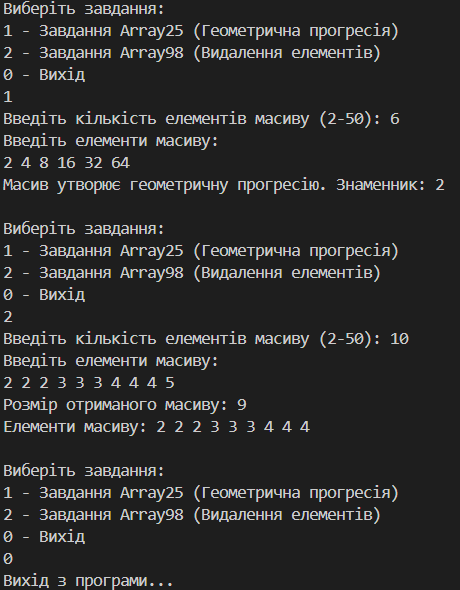 Виберіть завдання:
1 - Завдання Array25 (Геометрична прогресія)
2 - Завдання Array98 (Видалення елементів)
0 - Вихід
1
Введіть кількість елементів масиву (2-50): 6
Введіть елементи масиву:
2 4 8 16 32 64
Масив утворює геометричну прогресію. Знаменник: 2
Виберіть завдання:
1 - Завдання Array25 (Геометрична прогресія)
2 - Завдання Array98 (Видалення елементів)
0 - Вихід
2
Введіть кількість елементів масиву (2-50): 10
Введіть елементи масиву:
2 2 2 3 3 3 4 4 4 5
Розмір отриманого масиву: 9
Елементи масиву: 2 2 2 3 3 3 4 4 4
Виберіть завдання:
1 - Завдання Array25 (Геометрична прогресія)
2 - Завдання Array98 (Видалення елементів)
0 - Вихід
0
Вихід з програми...